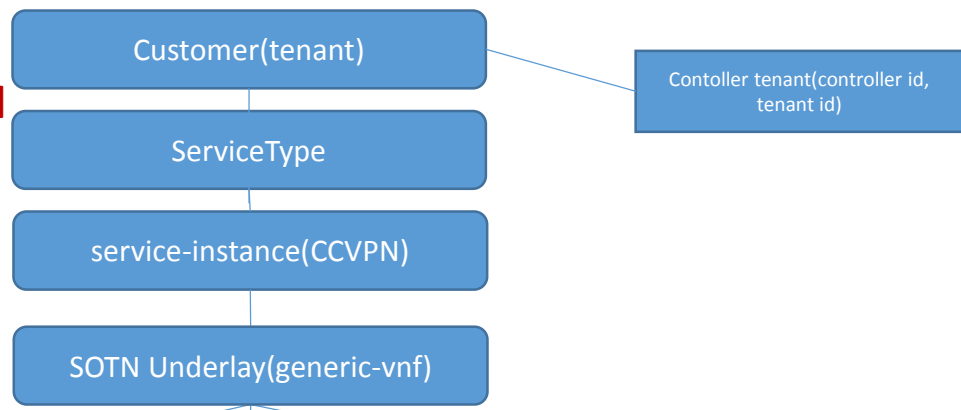 Customer(tenant)
Contoller tenant(controller id,
tenant id)
ServiceType
service-instance(CCVPN)
SOTN Underlay(generic-vnf)